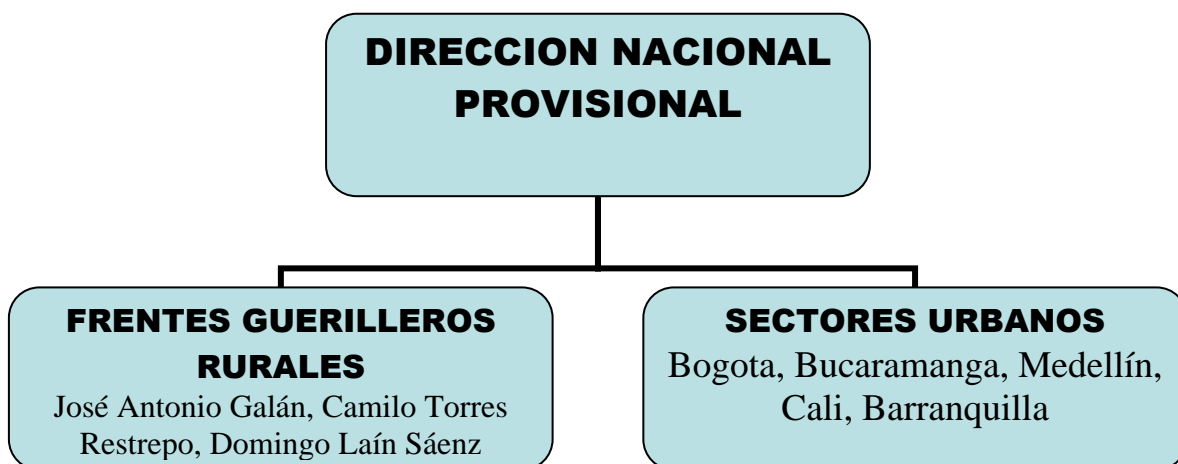 DIRECCION NACIONAL
PROVISIONAL
FRENTES GUERILLEROS
RURALES
José Antonio Galán, Camilo Torres
Restrepo, Domingo Laín Sáenz
SECTORES URBANOS
Bogota, Bucaramanga, Medellín,
Cali, Barranquilla